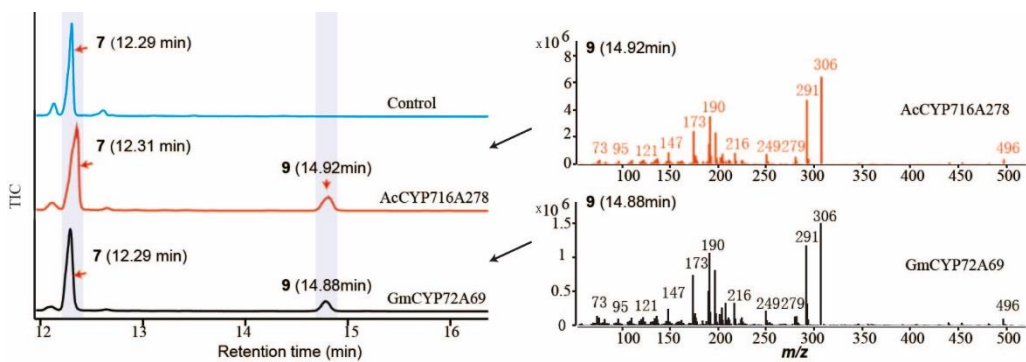 TIC
7 (12.29 min)
Control
7 (12.31 min)
9 (14.92min)
AcCYP716A278
7 (12.29 min)
9 (14.88min)
GmCYP72A69
12 13 14 15 16
Retention time (min)
x10⁶ 9 (14.92min)
8
6
4
2
0
73 95 121 147 173 190 216 249 279 291 306 496
AcCYP716A278
50 100 150 200 250 300 350 400 450 500
x10⁶ 9 (14.88min)
1.5
1
0.5
0
73 95 121 147 173 190 216 249 279 291 306 496
GmCYP72A69
50 100 150 200 250 300 350 400 450 500
m/z